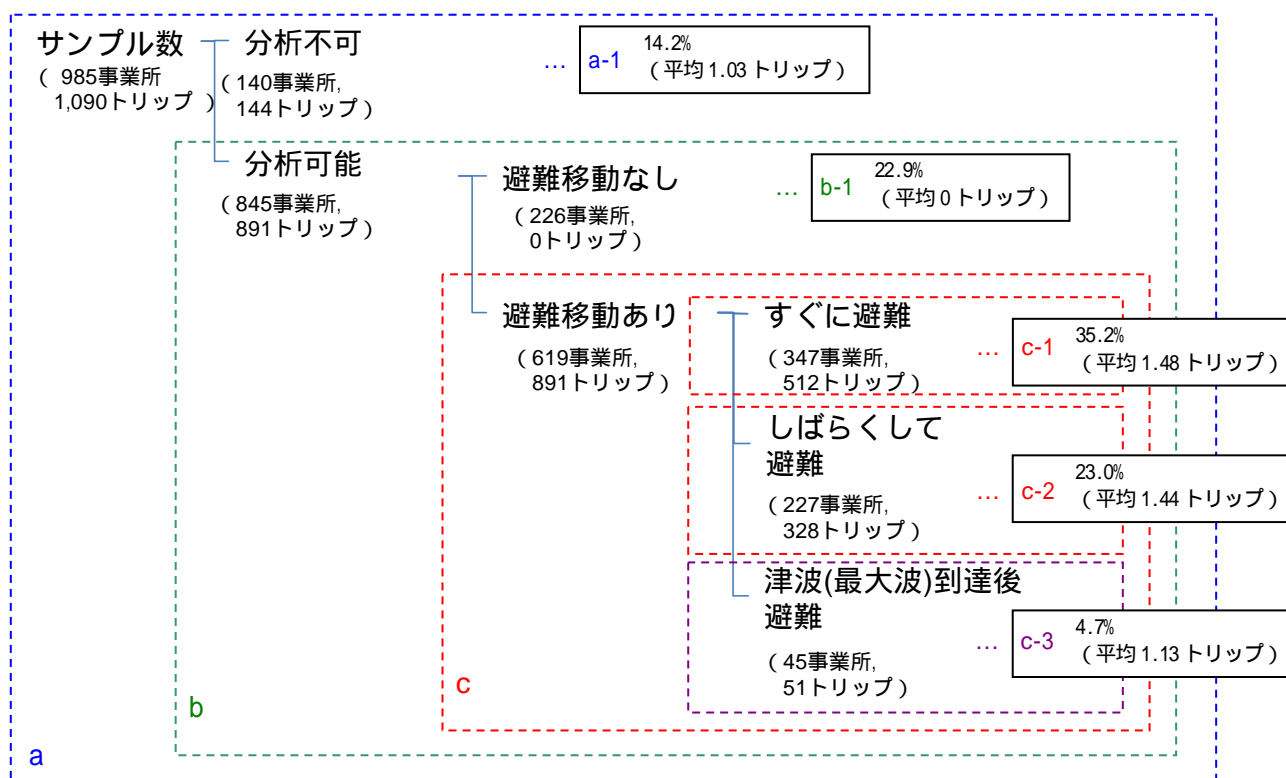 サンプル数
( 985事業所
1,090トリップ )
分析不可
(140事業所,
144トリップ)
… a-1
14.2%
(平均 1.03 トリップ)
分析可能
(845事業所,
891トリップ)
避難移動なし
(226事業所,
0トリップ)
… b-1
22.9%
(平均 0 トリップ)
避難移動あり
(619事業所,
891トリップ)
すぐに避難
(347事業所,
512トリップ)
… c-1
35.2%
(平均 1.48 トリップ)
しばらくして
避難
(227事業所,
328トリップ)
… c-2
23.0%
(平均 1.44 トリップ)
津波(最大波)到達後
避難
(45事業所,
51トリップ)
… c-3
4.7%
(平均 1.13 トリップ)
c
b
a